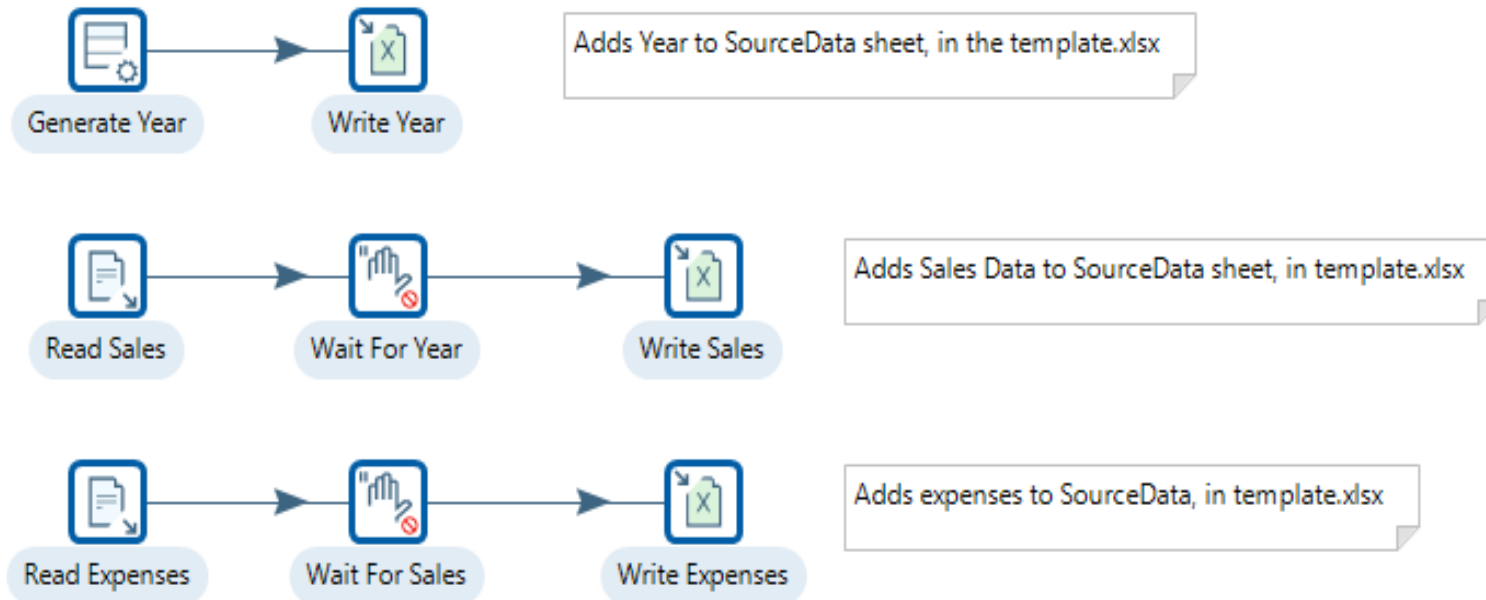 Adds Year to SourceData sheet, in the template.xlsx
Generate Year
Write Year
Adds Sales Data to SourceData sheet, in template.xlsx
Read Sales
Wait For Year
Write Sales
Adds expenses to SourceData, in template.xlsx
Read Expenses
Wait For Sales
Write Expenses